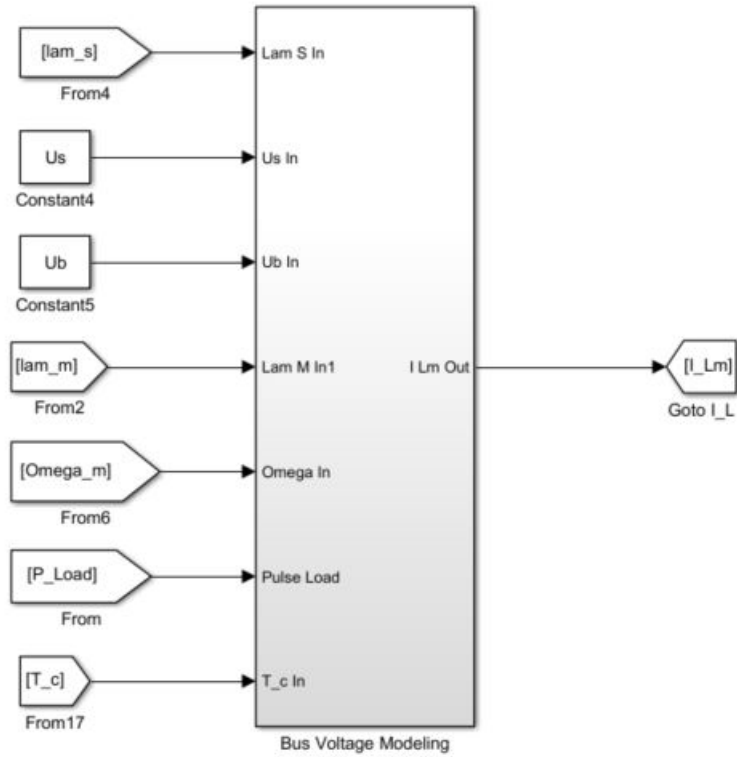 [lam_s]
Lam S In
From4
Us
Us In
Constant4
Ub
Ub In
Constant5
[lam_m]
Lam M In1
I Lm Out
[I_Lm]
From2
Goto I_L
[Omega_m]
Omega In
From6
[P_Load]
Pulse Load
From
[T_c]
T_c In
From17
Bus Voltage Modeling